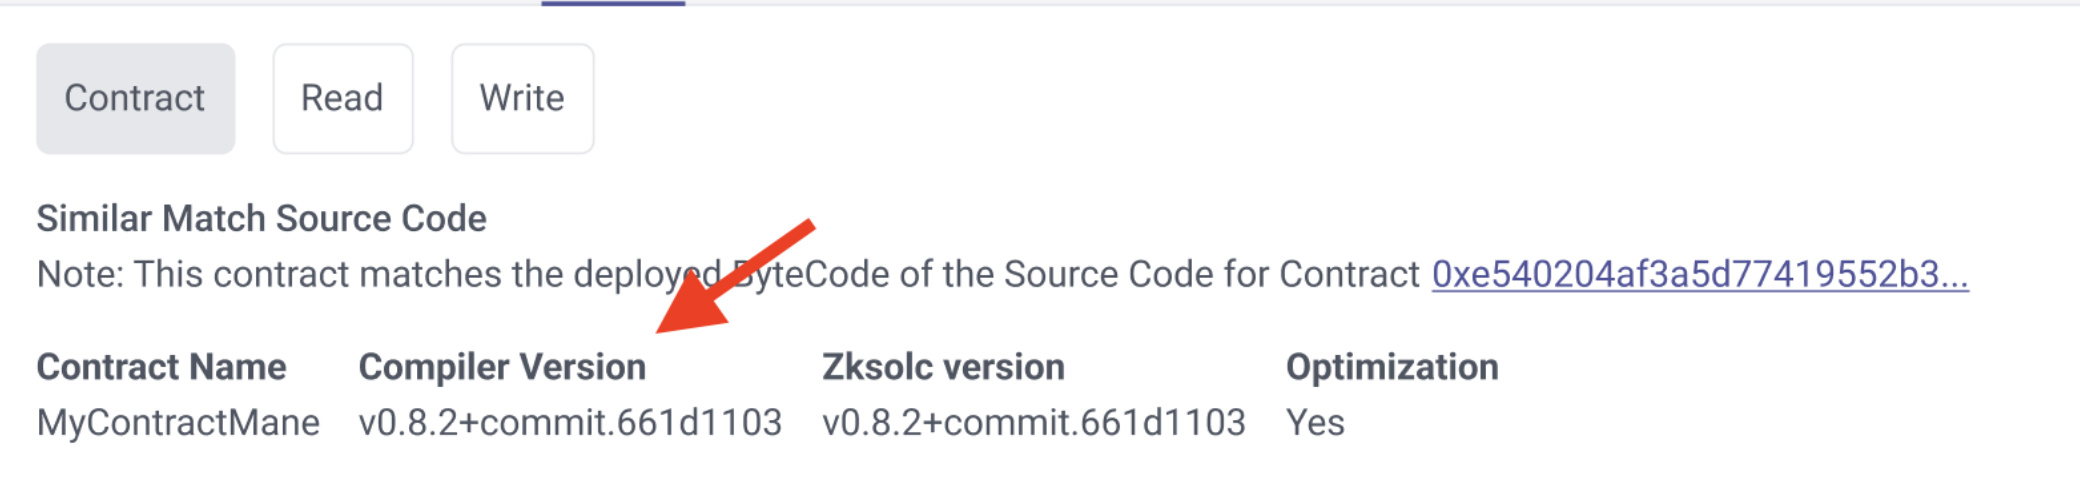 Contract Read Write
Similar Match Source Code
Note: This contract matches the deployed ByteCode of the Source Code for Contract 0xe540204af3a5d77419552b3...
Contract Name Compiler Version Zksolc version Optimization
MyContractMane v0.8.2+commit.661d1103 v0.8.2+commit.661d1103 Yes